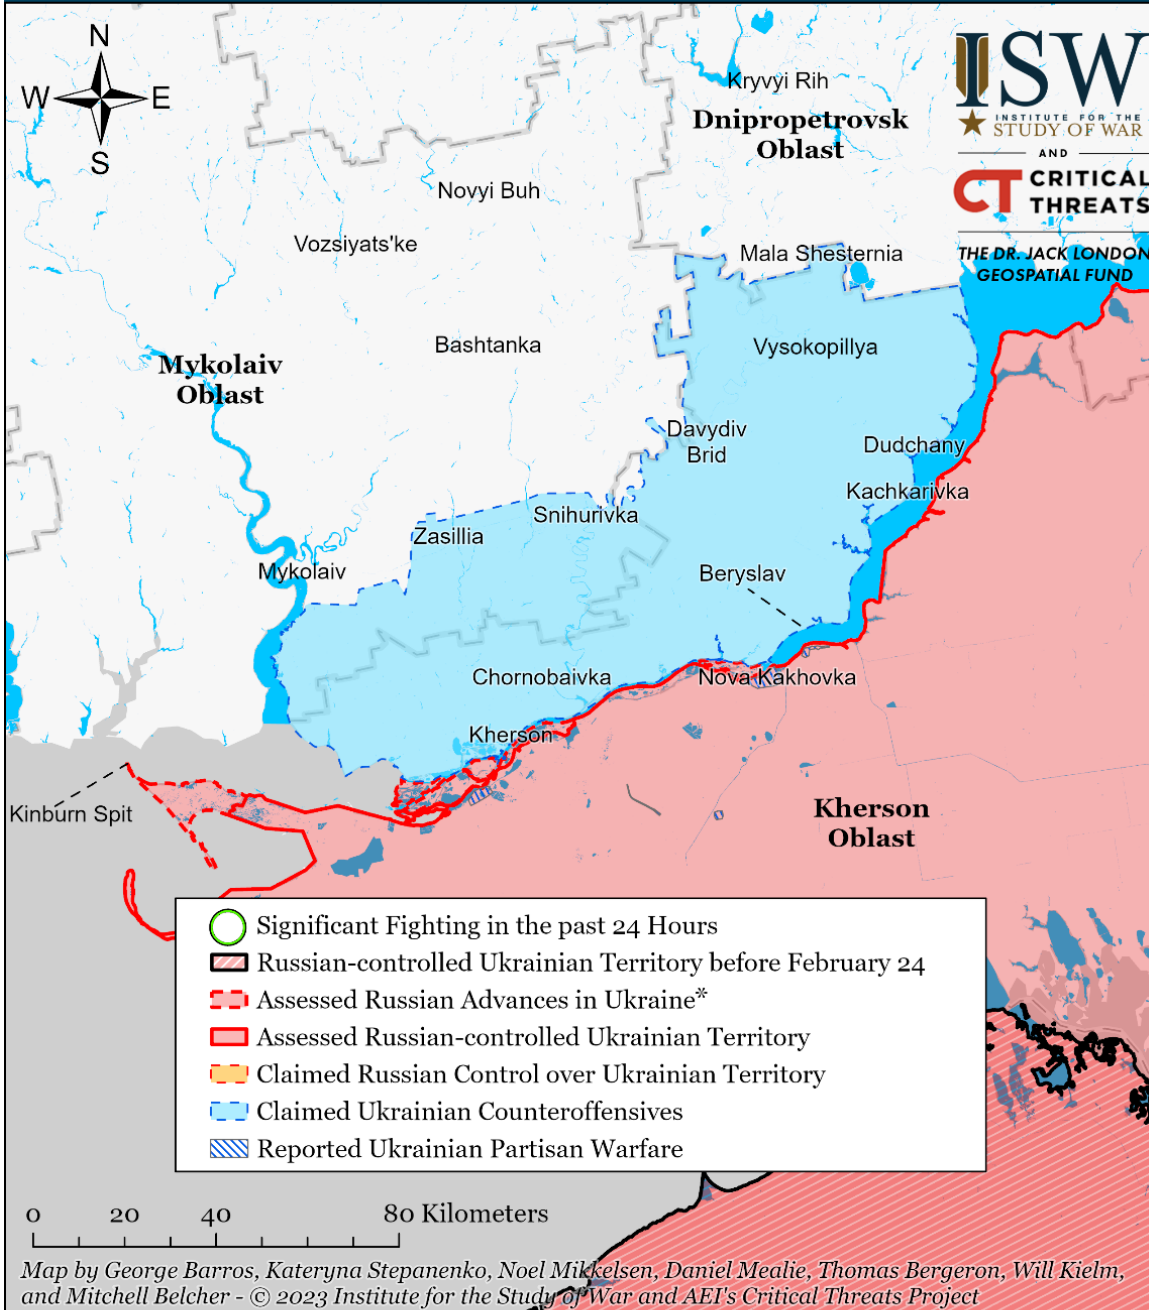 N
W
E
S
ISW
INSTITUTE FOR THE
STUDY OF WAR
AND
CT CRITICAL
THREATS
THE DR. JACK LONDON
GEOSPATIAL FUND
Kryvyi Rih
Dnipropetrovsk
Oblast
Novyi Buh
Vozsiyats'ke
Mala Shesternia
Bashtanka
Vysokopillya
Mykolaiv
Oblast
Davydiv
Brid
Dudchany
Kachkarivka
Snihurivka
Zasillia
Mykolaiv
Beryslav
Chornobaivka
Nova Kakhovka
Kherson
Kinburn Spit
Kherson
Oblast
Significant Fighting in the past 24 Hours
Russian-controlled Ukrainian Territory before February 24
Assessed Russian Advances in Ukraine*
Assessed Russian-controlled Ukrainian Territory
Claimed Russian Control over Ukrainian Territory
Claimed Ukrainian Counteroffensives
Reported Ukrainian Partisan Warfare
0 20 40 80 Kilometers
Map by George Barros, Kateryna Stepanenko, Noel Mikkelsen, Daniel Mealie, Thomas Bergeron, Will Kielm,
and Mitchell Belcher - © 2023 Institute for the Study of War and AEI's Critical Threats Project